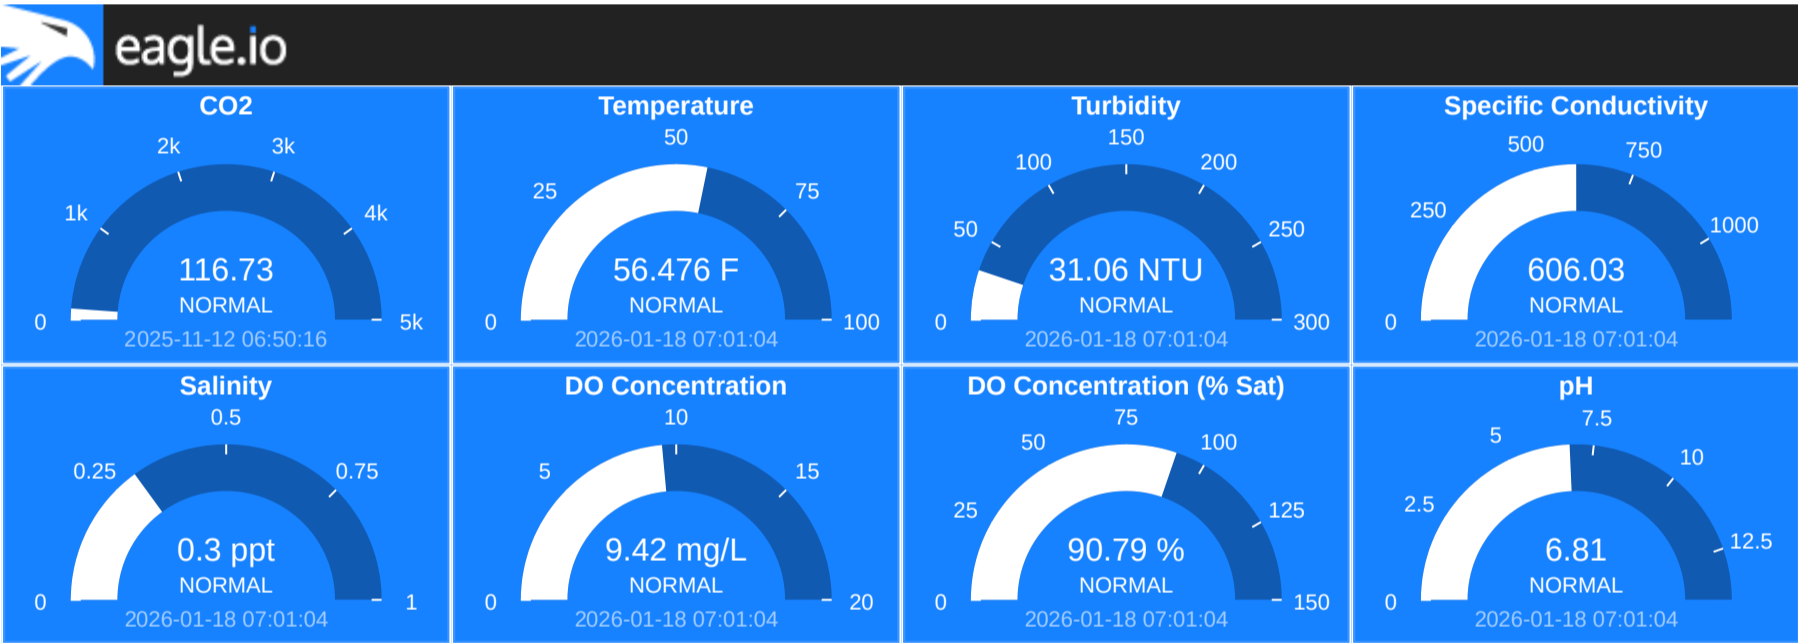 eagle.io
CO2
0
1k
2k
3k
4k
5k
116.73
NORMAL
2025-11-12 06:50:16
Temperature
0
25
50
75
100
56.476 F
NORMAL
2026-01-18 07:01:04
Turbidity
0
50
100
150
200
250
300
31.06 NTU
NORMAL
2026-01-18 07:01:04
Specific Conductivity
0
250
500
750
1000
606.03
NORMAL
2026-01-18 07:01:04
Salinity
0
0.25
0.5
0.75
1
0.3 ppt
NORMAL
2026-01-18 07:01:04
DO Concentration
0
5
10
15
20
9.42 mg/L
NORMAL
2026-01-18 07:01:04
DO Concentration (% Sat)
0
25
50
75
100
125
150
90.79 %
NORMAL
2026-01-18 07:01:04
pH
0
2.5
5
7.5
10
12.5
6.81
NORMAL
2026-01-18 07:01:04